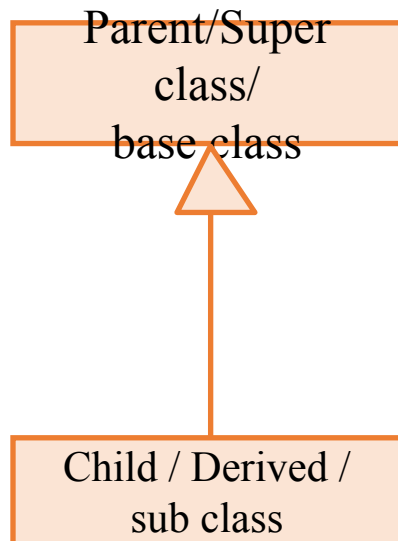 Parent/Super
class/
base class
Child / Derived /
sub class